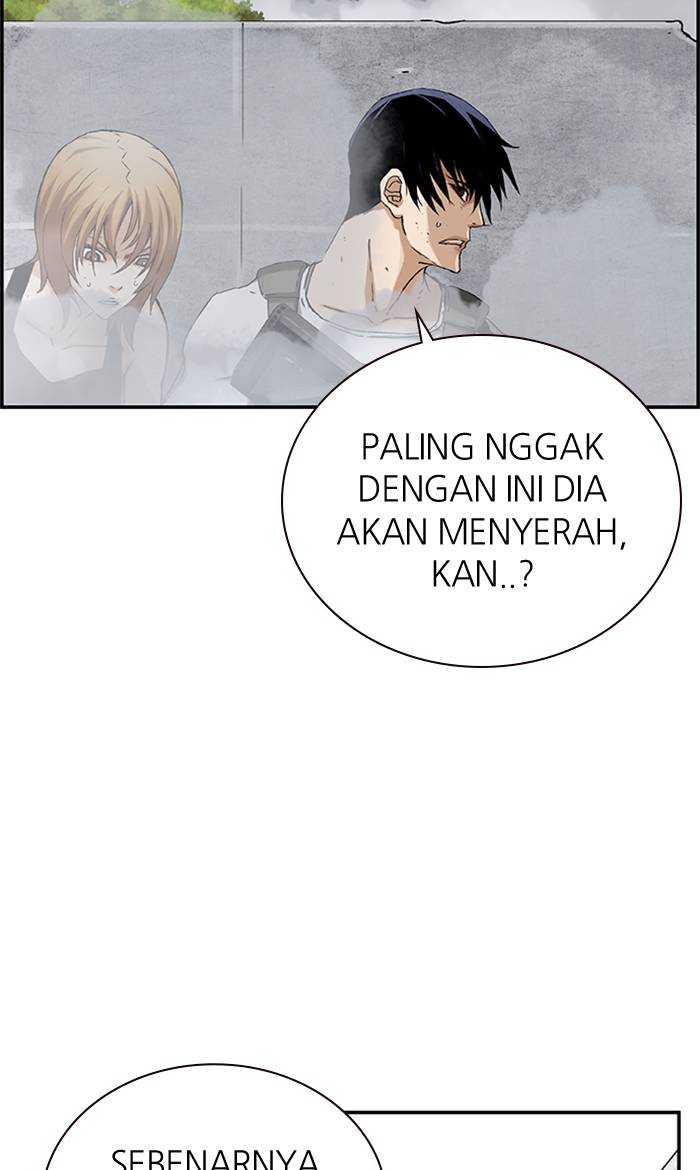 PALING NGGAK
DENGAN INI DIA
AKAN MENYERAH,
KAN..?
SEBENARNYA